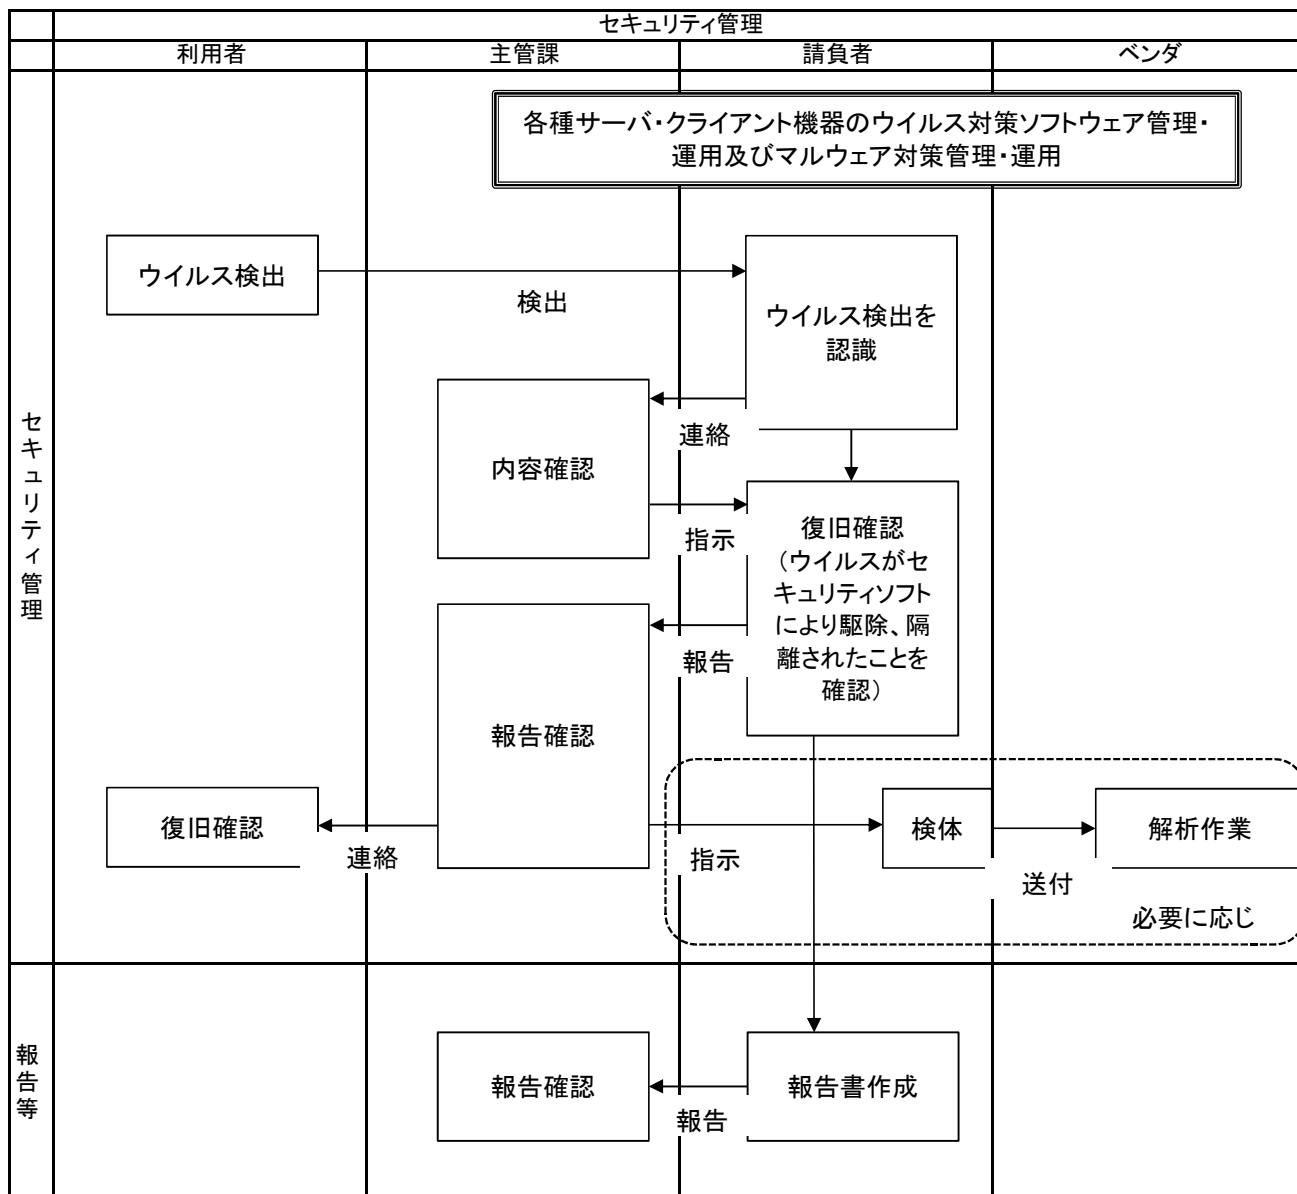 セキュリティ管理
利用者
主管課
請負者
ベンダ
各種サーバ・クライアント機器のウイルス対策ソフトウェア管理・
運用及びマルウェア対策管理・運用
セキュリティ管理
ウイルス検出
検出
ウイルス検出を
認識
連絡
内容確認
指示
復旧確認
（ウイルスがセ
キュリティソフト
により駆除、隔
離されたことを
確認）
報告
報告確認
復旧確認
連絡
指示
検体
送付
解析作業
必要に応じ
報告等
報告確認
報告
報告書作成